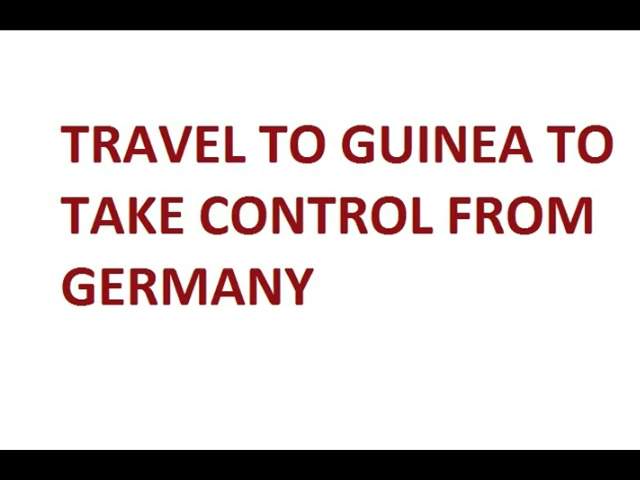 TRAVEL TO GUINEA TO
TAKE CONTROL FROM
GERMANY